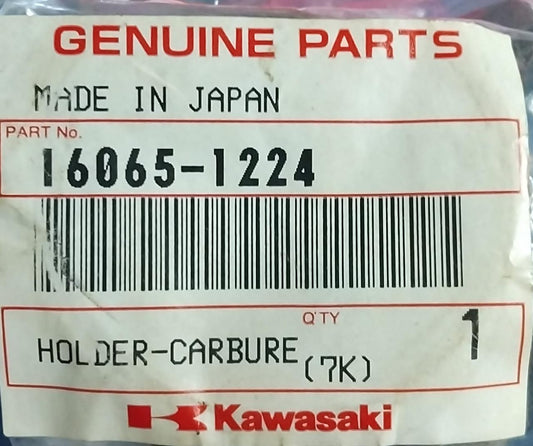 GENUINE PARTS
MADE IN JAPAN
PART No.
16065-1224
Q'TY
HOLDER-CARBURE (7K) 1
Kawasaki